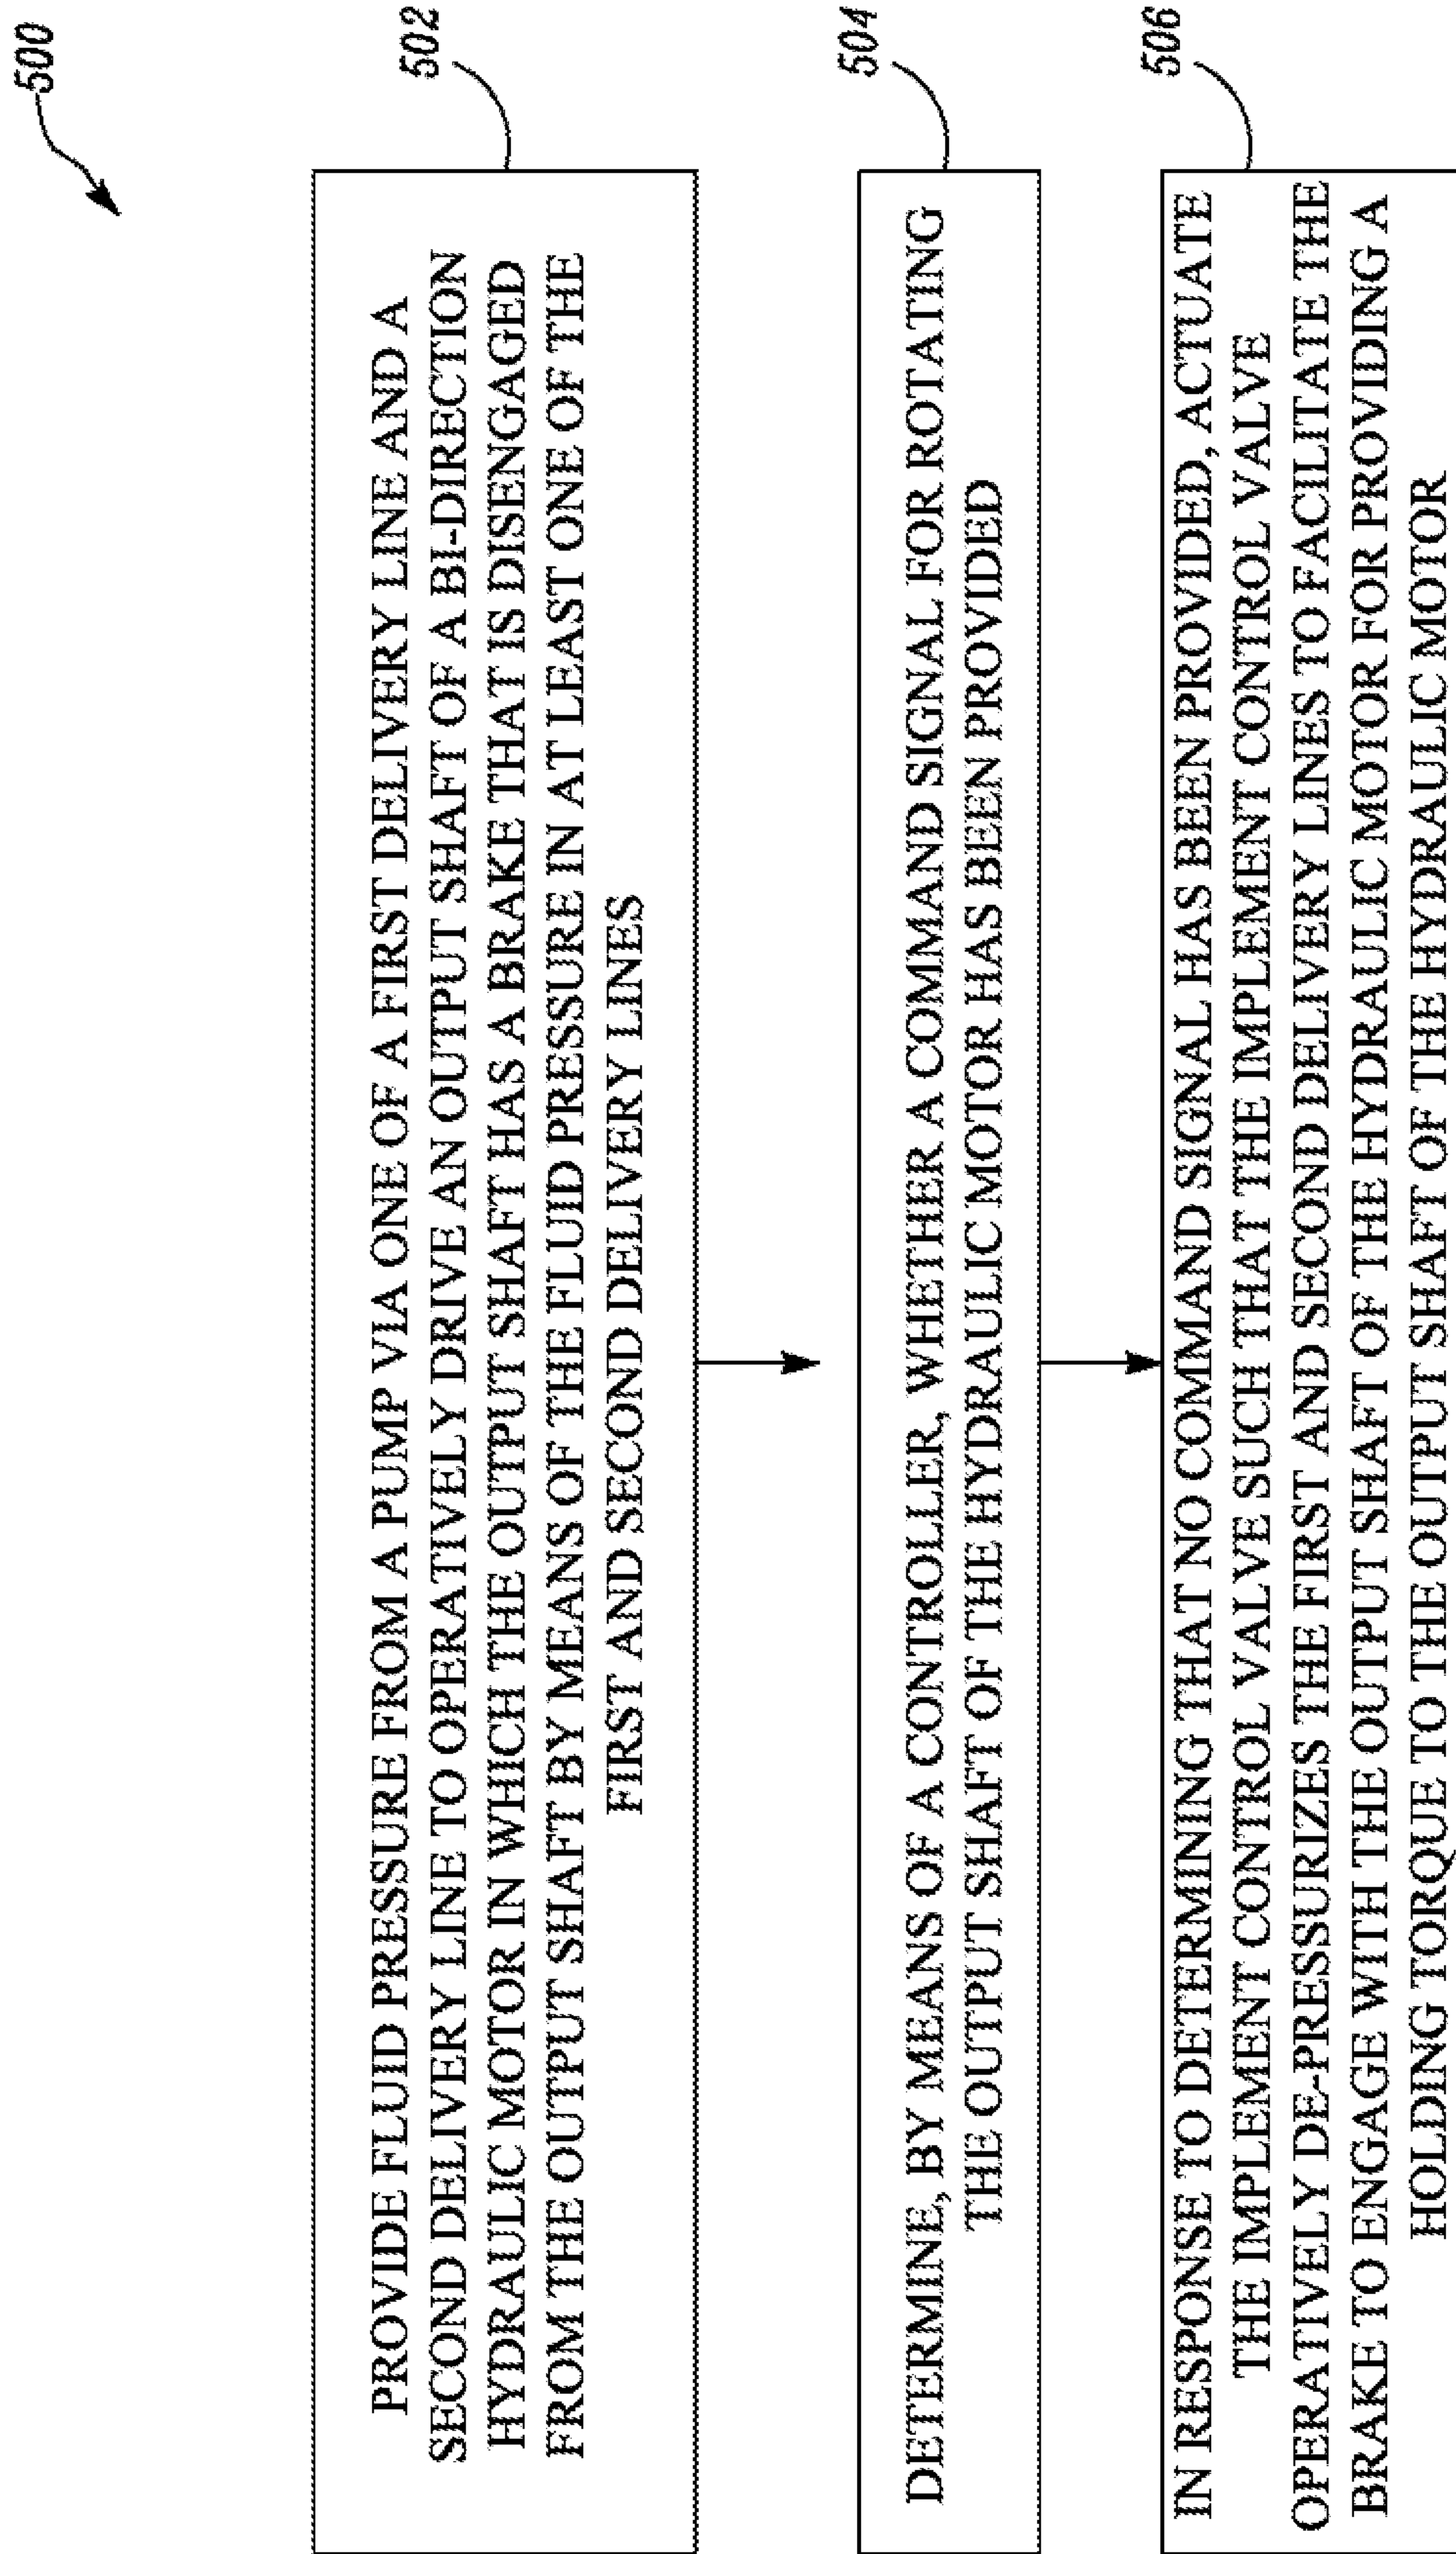 500
502
PROVIDE FLUID PRESSURE FROM A PUMP VIA ONE OF A FIRST DELIVERY LINE AND A
SECOND DELIVERY LINE TO OPERATIVELY DRIVE AN OUTPUT SHAFT OF A BI-DIRECTION
HYDRAULIC MOTOR IN WHICH THE OUTPUT SHAFT HAS A BRAKE THAT IS DISENGAGED
FROM THE OUTPUT SHAFT BY MEANS OF THE FLUID PRESSURE IN AT LEAST ONE OF THE
FIRST AND SECOND DELIVERY LINES
504
DETERMINE, BY MEANS OF A CONTROLLER, WHETHER A COMMAND SIGNAL FOR ROTATING
THE OUTPUT SHAFT OF THE HYDRAULIC MOTOR HAS BEEN PROVIDED
506
IN RESPONSE TO DETERMINING THAT NO COMMAND SIGNAL HAS BEEN PROVIDED, ACTUATE
THE IMPLEMENT CONTROL VALVE SUCH THAT THE IMPLEMENT CONTROL VALVE
OPERATIVELY DE-PRESSURIZES THE FIRST AND SECOND DELIVERY LINES TO FACILITATE THE
BRAKE TO ENGAGE WITH THE OUTPUT SHAFT OF THE HYDRAULIC MOTOR FOR PROVIDING A
HOLDING TORQUE TO THE OUTPUT SHAFT OF THE HYDRAULIC MOTOR